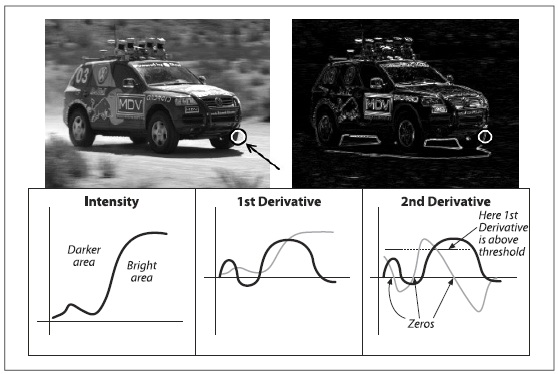 03
MDV
MDV
Intensity
Darker
area
Bright
area
1st Derivative
2nd Derivative
Here 1st
Derivative
is above
threshold
Zeros